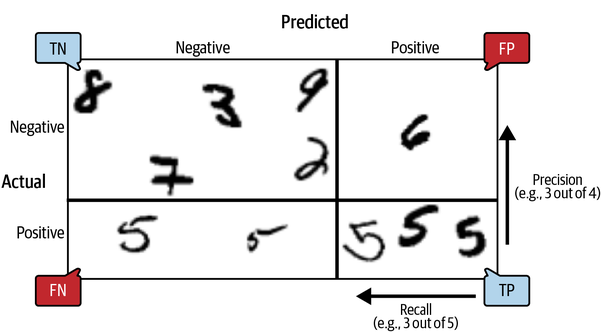 Predicted
TN Negative Positive FP
8 3 9
Negative 6
7 2
Actual
Precision
(e.g., 3 out of 4)
Positive 5 5 5 5 5
FN TP
Recall
(e.g., 3 out of 5)